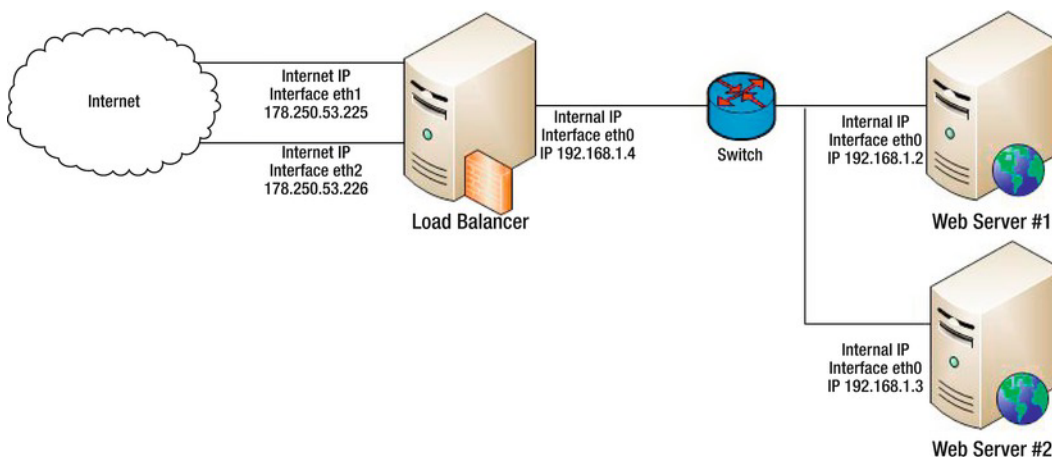 Internet
Internet IP
Interface eth1
178.250.53.225
Internet IP
Interface eth2
178.250.53.226
Load Balancer
Internal IP
Interface eth0
IP 192.168.1.4
Switch
Internal IP
Interface eth0
IP 192.168.1.2
Web Server #1
Internal IP
Interface eth0
IP 192.168.1.3
Web Server #2